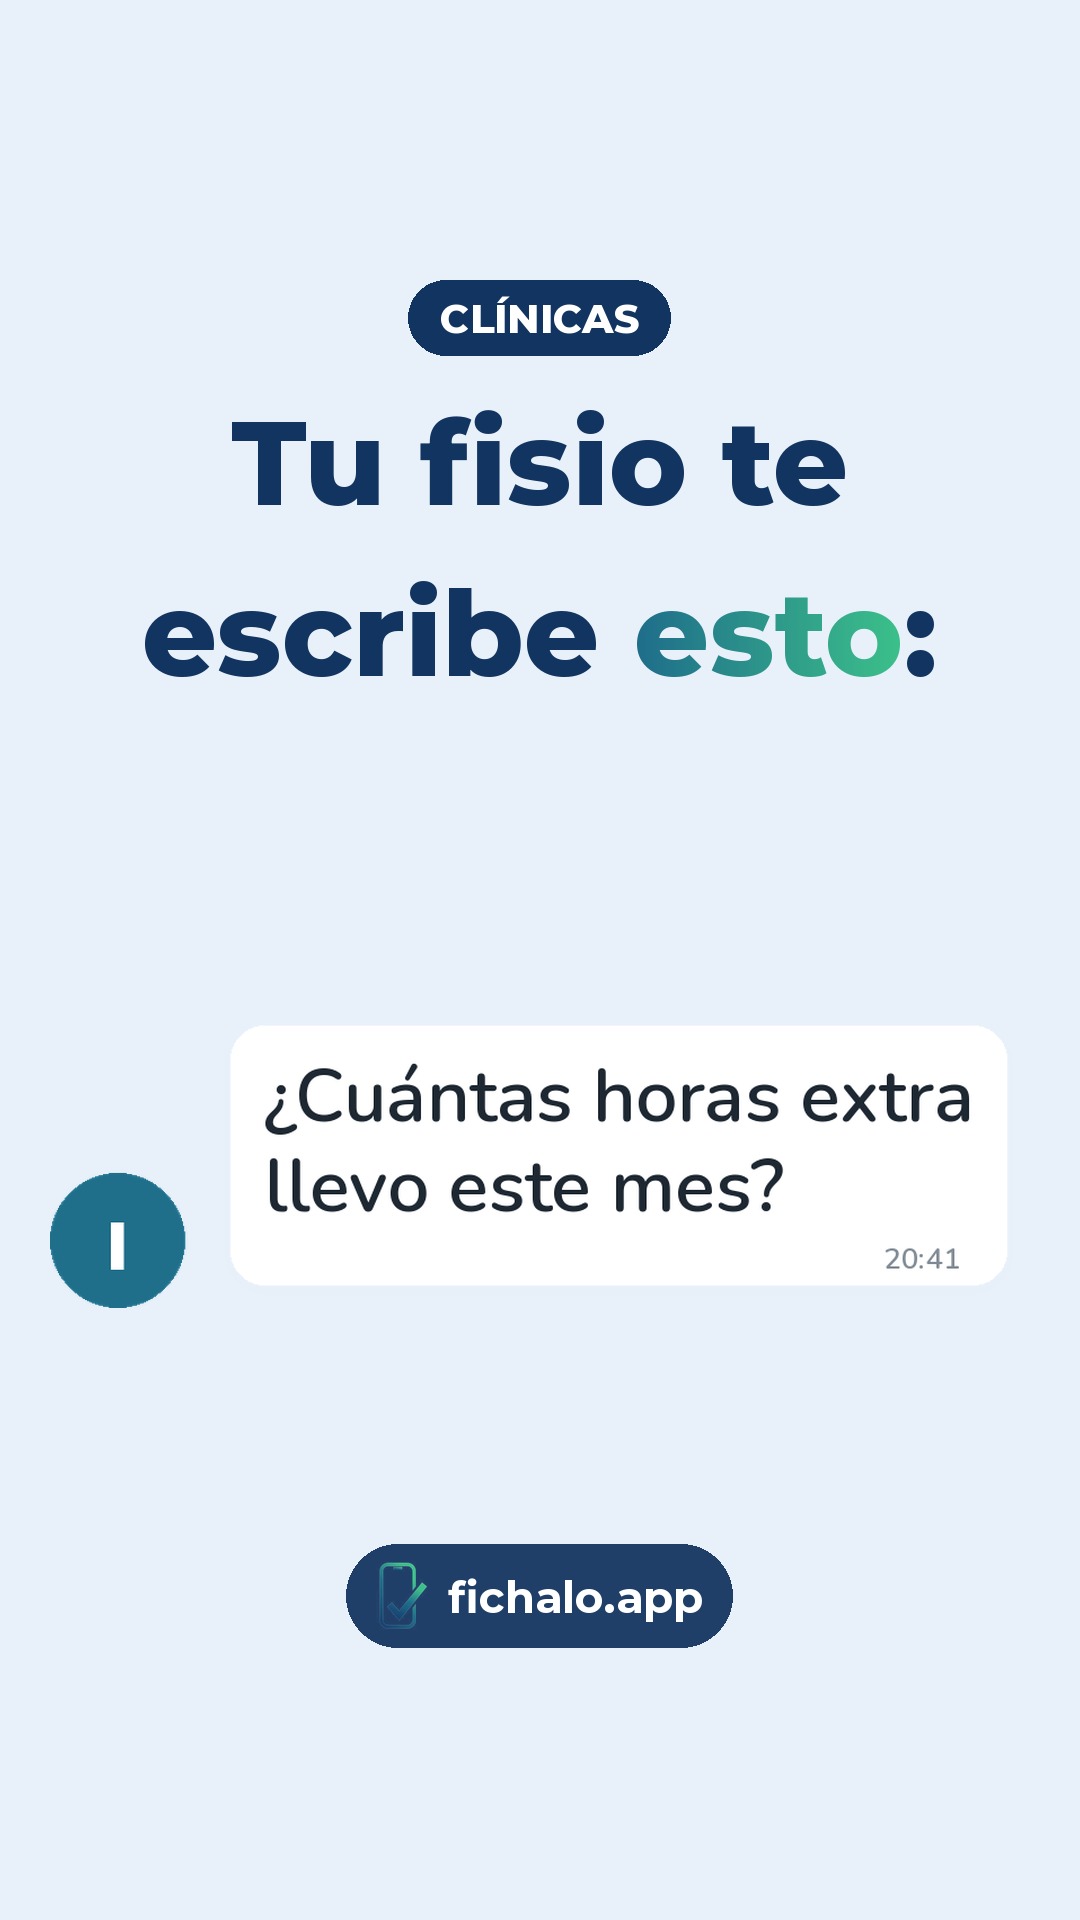 CLÍNICAS
Tu fisio te
escribe esto:
¿Cuántas horas extra
llevo este mes?
20:41
I
fichalo.app